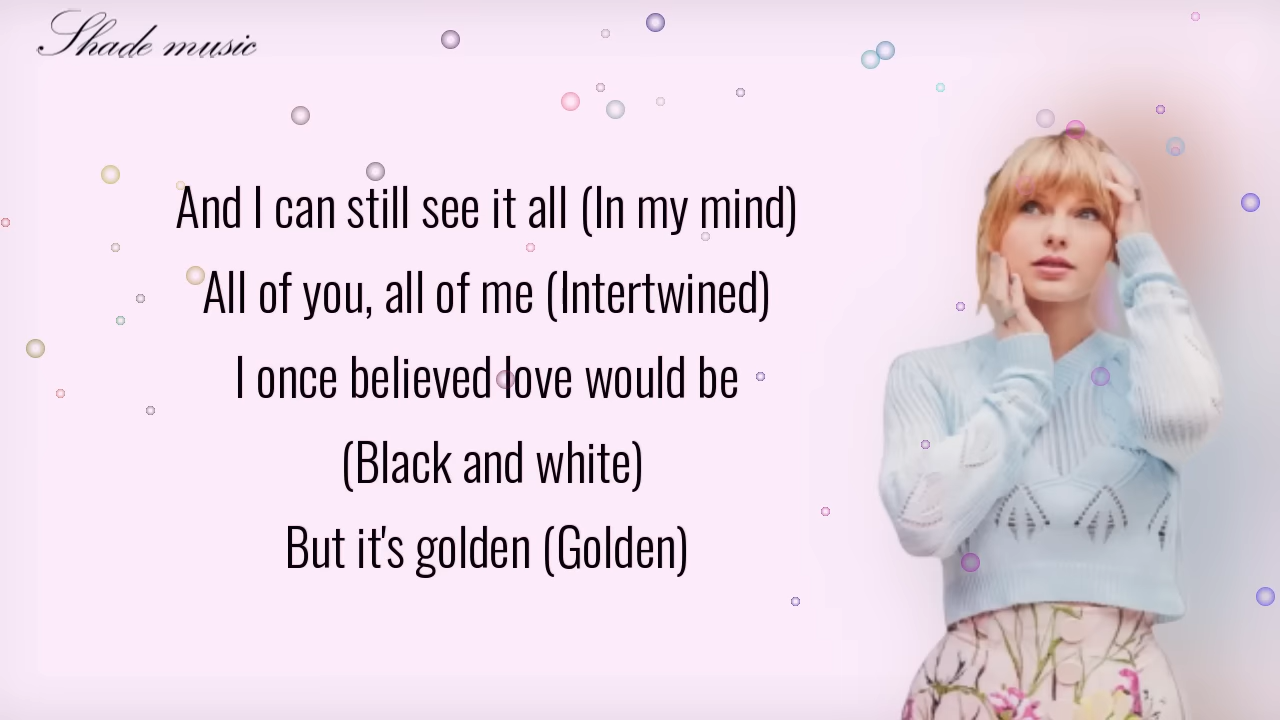 Shade music
And I can still see it all (In my mind)
All of you, all of me (Intertwined)
I once believed love would be
(Black and white)
But it's golden (Golden)